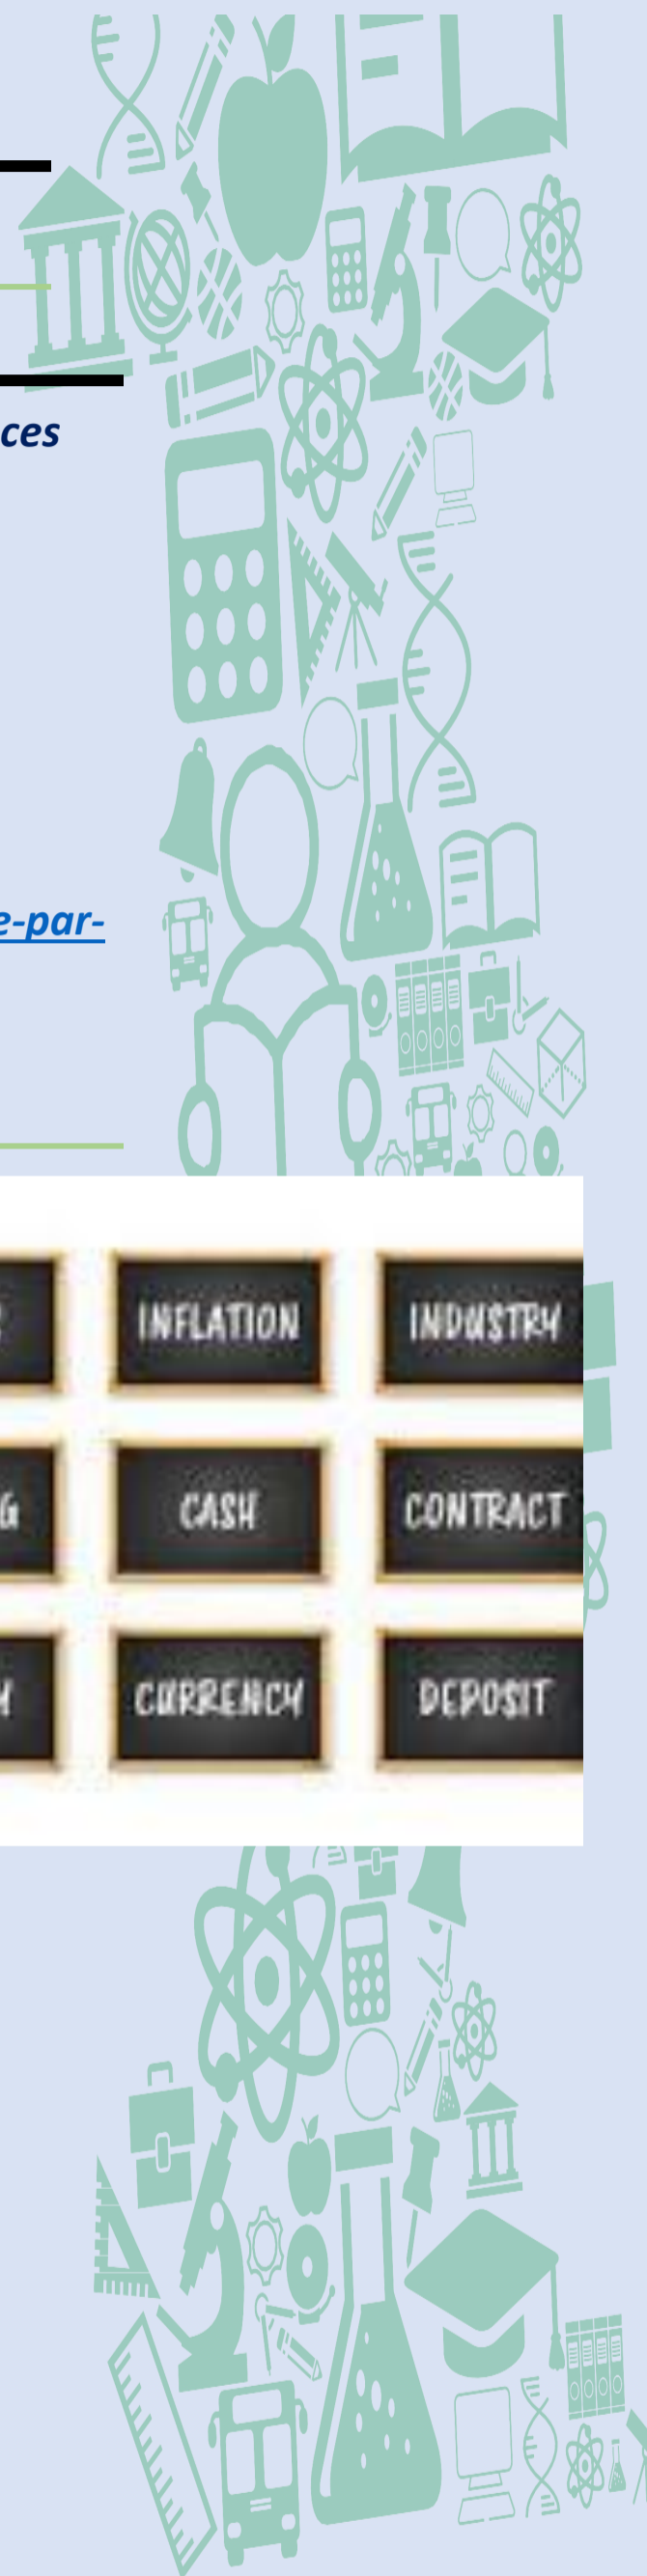 ces
e-par-
INFLATION INDUSTRY
G CASH CONTRACT
Y CURRENCY DEPOSIT